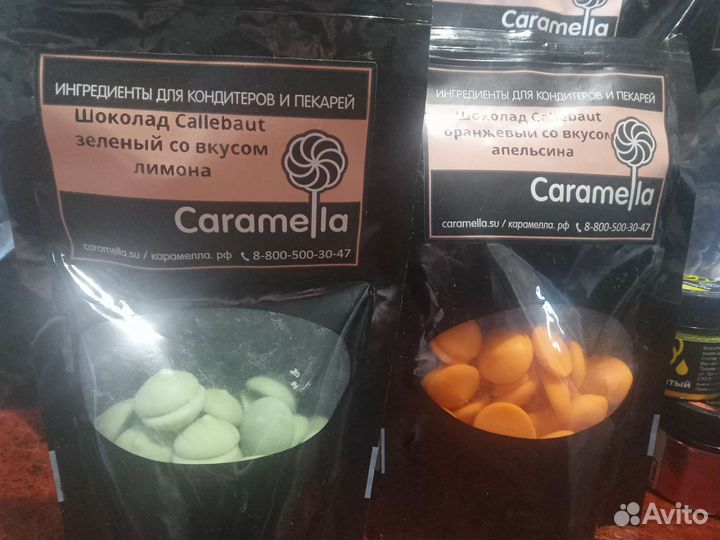 Caramella
ИНГРЕДИЕНТЫ ДЛЯ КОНДИТЕРОВ И ПЕКАРЕЙ
Шоколад Callebaut
зеленый со вкусом
лимона
Caramella
caramella.su / карамелла. рф 8-800-500-30-47
ИНГРЕДИЕНТЫ ДЛЯ КОНДИТЕРОВ И ПЕКАРЕЙ
Шоколад Callebaut
оранжевый со вкусом
апельсина
Caramella
caramella.su / карамелла. рф 8-800-500-30-47
Avito